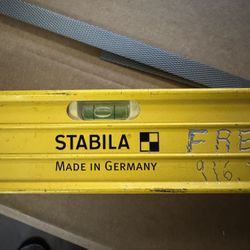 STABILA
MADE IN GERMANY
FRE
916.